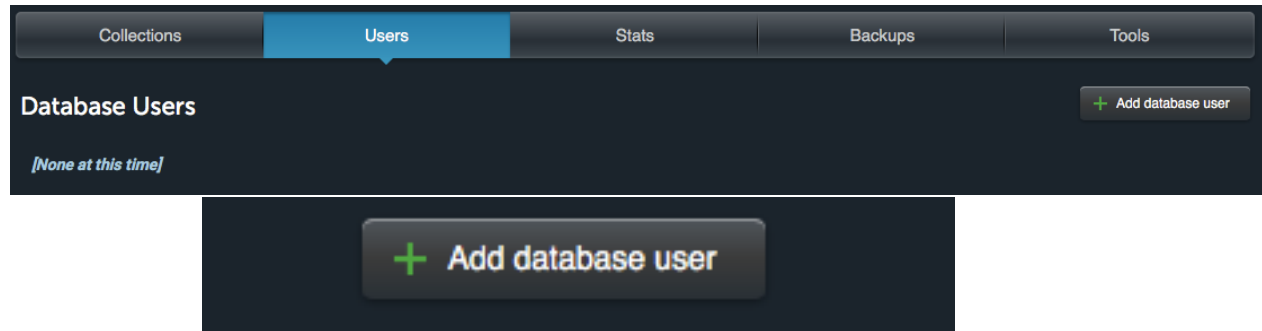 Collections Users Stats Backups Tools
Database Users
+ Add database user
[None at this time]
+ Add database user